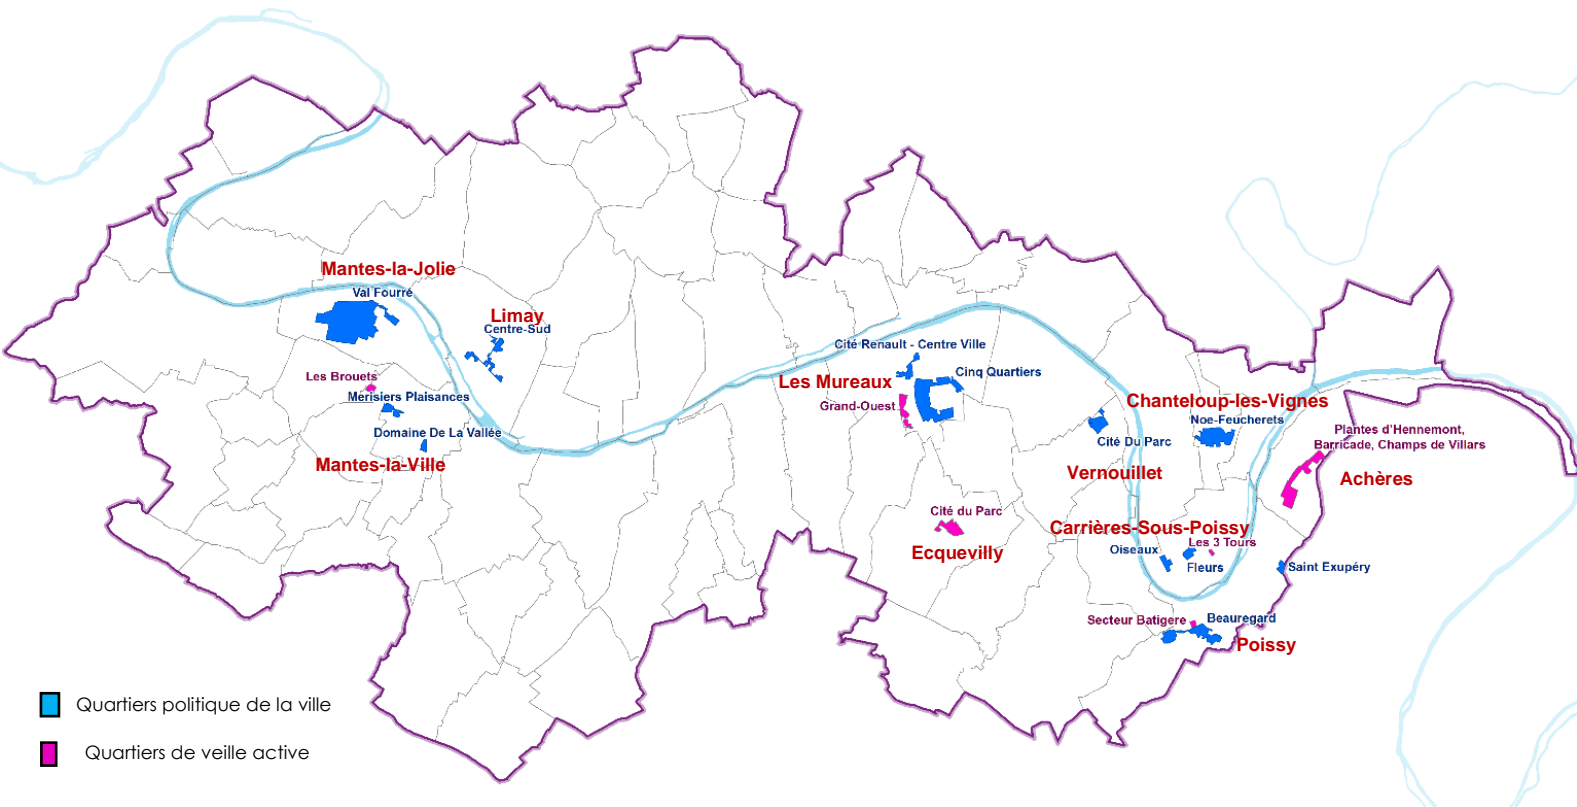 Mantes-la-Jolie
Val Fourré
Limay
Centre-Sud
Cité Renault - Centre Ville
Les Brouets
Les Mureaux
Cinq Quartiers
Mérisiers Plaisances
Grand-Ouest
Chanteloup-les-Vignes
Noe-Feucherets
Domaine De La Vallée
Cité Du Parc
Plantes d'Hennemont,
Barricade, Champs de Villars
Mantes-la-Ville
Vernouillet
Achères
Cité du Parc
Carrières-Sous-Poissy
Ecquevilly
Oiseaux
Les 3 Tours
Fleurs
Saint Exupéry
Secteur Batigere
Beauregard
Poissy
Quartiers politique de la ville
Quartiers de veille active